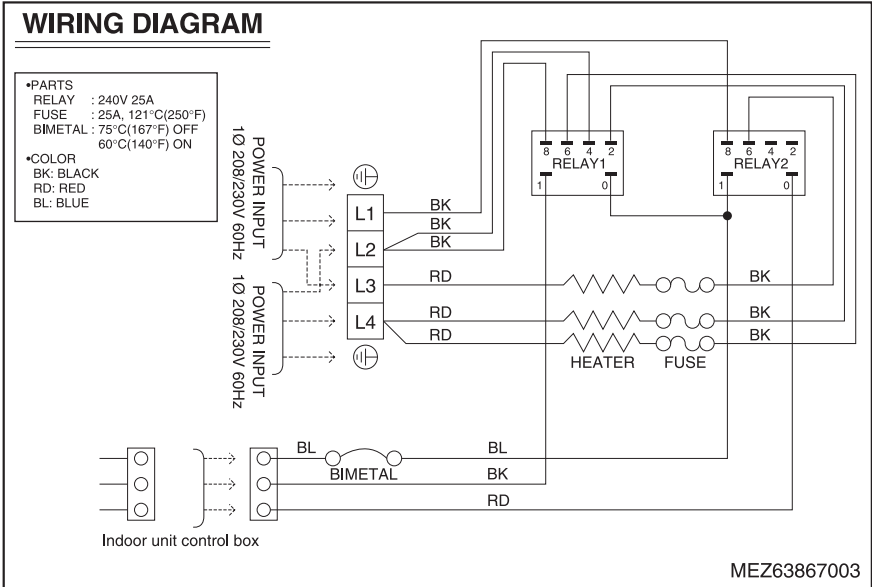 WIRING DIAGRAM
•PARTS
RELAY : 240V 25A
FUSE : 25A, 121°C(250°F)
BIMETAL : 75°C(167°F) OFF
60°C(140°F) ON
•COLOR
BK: BLACK
RD: RED
BL: BLUE
POWER INPUT
1Ø 208/230V 60Hz
POWER INPUT
1Ø 208/230V 60Hz
8 6 4 2
RELAY1
1 0
8 6 4 2
RELAY2
1 0
L1
L2
L3
L4
BK
BK
BK
RD
RD
RD
BK
BK
BK
HEATER
FUSE
BL
BIMETAL
BL
BK
RD
Indoor unit control box
MEZ63867003